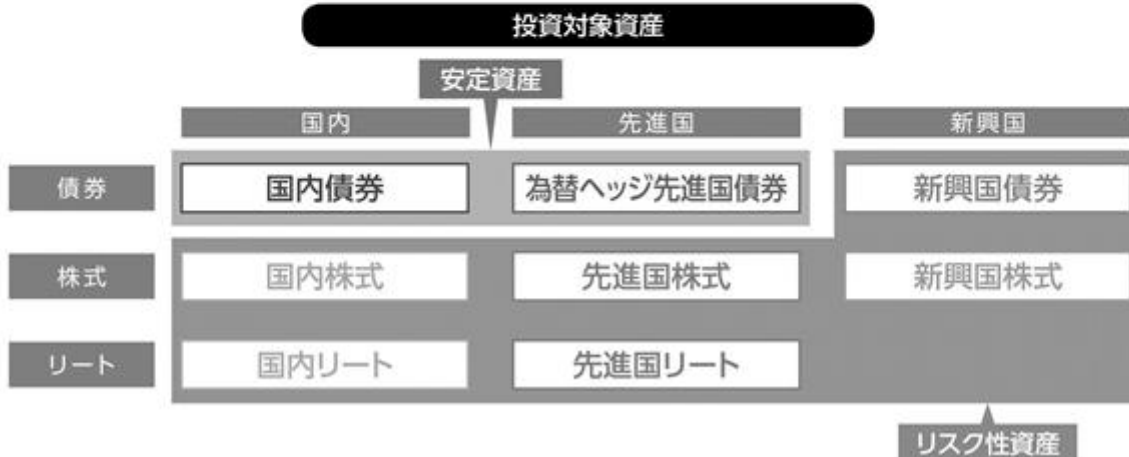 投資対象資産
安定資産
国内 先進国 新興国
債券 国内債券 為替ヘッジ先進国債券 新興国債券
株式 国内株式 先進国株式 新興国株式
リート 国内リート 先進国リート
リスク性資産